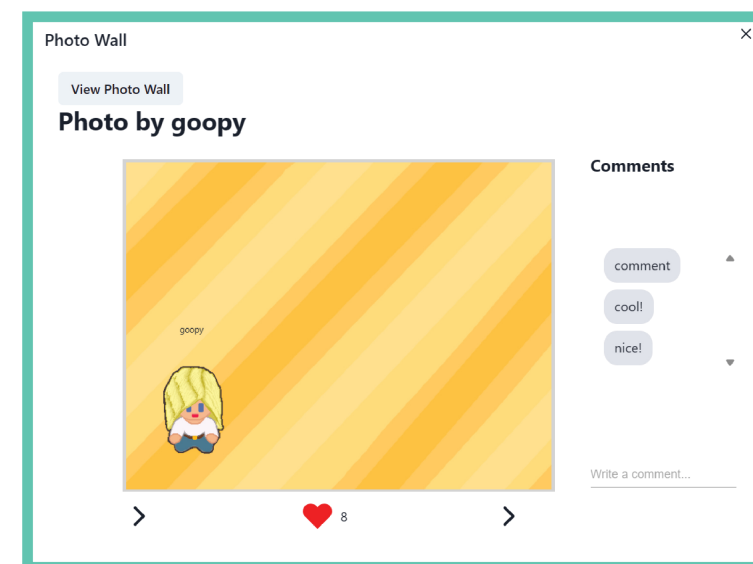 Photo Wall
View Photo Wall
Photo by goopy
goopy
8
Comments
comment
cool!
nice!
Write a comment...